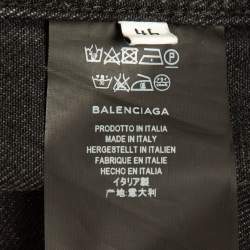 BALENCIAGA
PRODOTTO IN ITALIA
MADE IN ITALY
HERGESTELLT IN ITALIEN
FABRIQUE EN ITALIE
HECHO EN ITALIA
イタリア製
产地:意大利